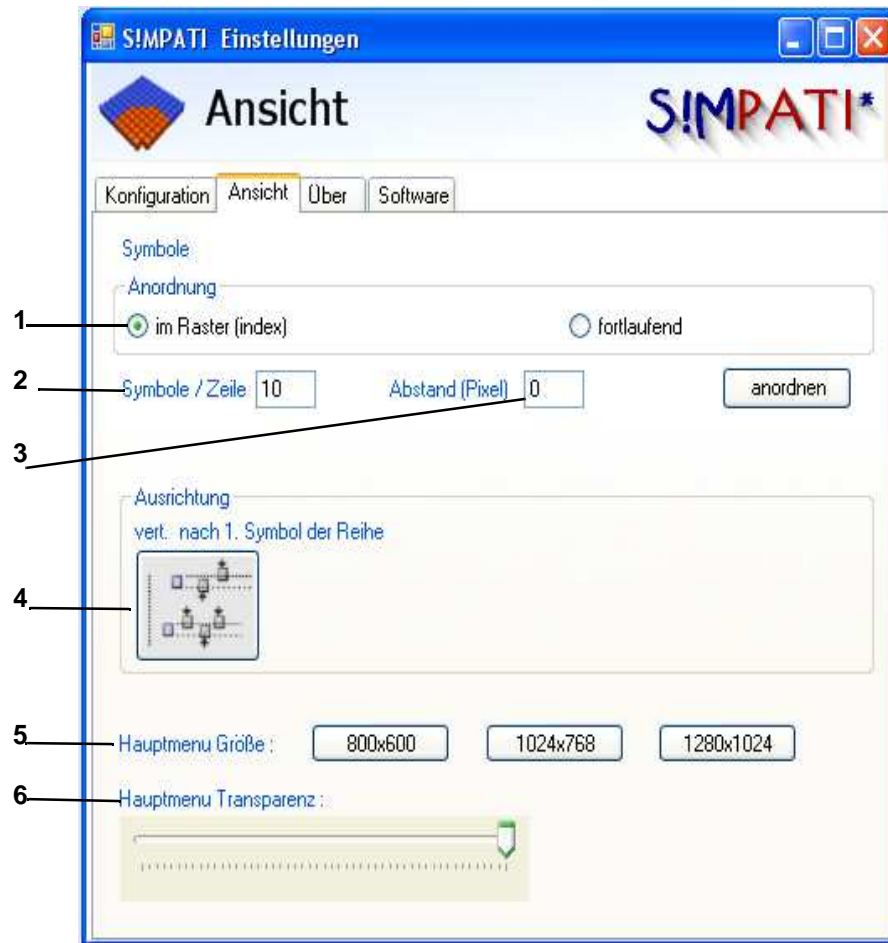 S!MPATI Einstellungen
Ansicht
S!MPATI*
Konfiguration Ansicht Über Software
Symbole
Anordnung
1
im Raster (index) fortlaufend
2
Symbole / Zeile 10 Abstand (Pixel) 0 anordnen
3
Ausrichtung
vert. nach 1. Symbol der Reihe
4
5
Hauptmenu Größe : 800x600 1024x768 1280x1024
6
Hauptmenu Transparenz :